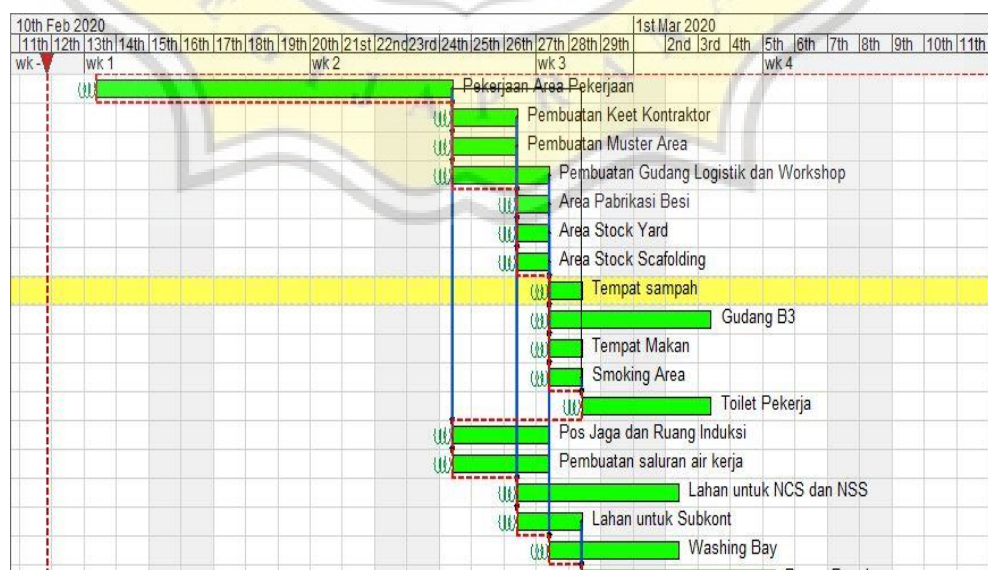 10th Feb 2020 1st Mar 2020
11th 12th 13th 14th 15th 16th 17th 18th 19th 20th 21st 22nd 23rd 24th 25th 26th 27th 28th 29th 2nd 3rd 4th 5th 6th 7th 8th 9th 10th 11th
wk - wk 1 wk 2 wk 3 wk 4
Pekerjaan Area Pekerjaan
Pembuatan Keet Kontraktor
Pembuatan Muster Area
Pembuatan Gudang Logistik dan Workshop
Area Pabrikasi Besi
Area Stock Yard
Area Stock Scafolding
Tempat sampah
Gudang B3
Tempat Makan
Smoking Area
Toilet Pekerja
Pos Jaga dan Ruang Induksi
Pembuatan saluran air kerja
Lahan untuk NCS dan NSS
Lahan untuk Subkont
Washing Bay